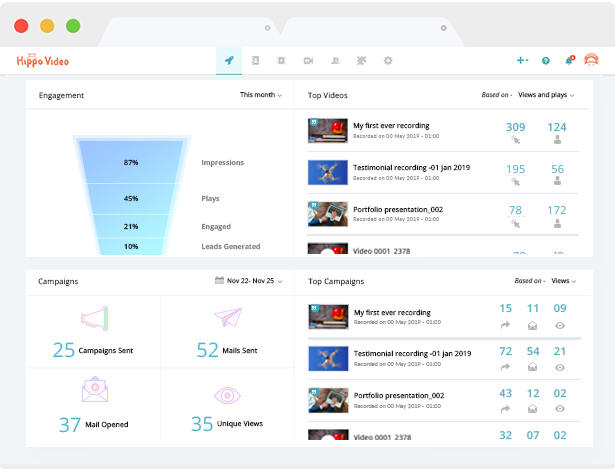 Hippo Video
Engagement
This month
87%
Impressions
45%
Plays
21%
Engaged
10%
Leads Generated
Top Videos
Based on - Views and plays
My first ever recording
Recorded on 00 May 2019 - 01:00
309
124
Testimonial recording -01 jan 2019
Recorded on 00 May 2019 - 01:00
195
56
Portfolio presentation_002
Recorded on 00 May 2019 - 01:00
78
172
Video 0001_2378
Campaigns
Nov 22- Nov 25
25 Campaigns Sent
52 Mails Sent
37 Mail Opened
35 Unique Views
Top Campaigns
Based on - Views
My first ever recording
Recorded on 00 May 2019 - 01:00
15 11 09
Testimonial recording -01 jan 2019
Recorded on 00 May 2019 - 01:00
72 54 21
Portfolio presentation_002
Recorded on 00 May 2019 - 01:00
43 12 02
Video 0001_2378
32 07 02